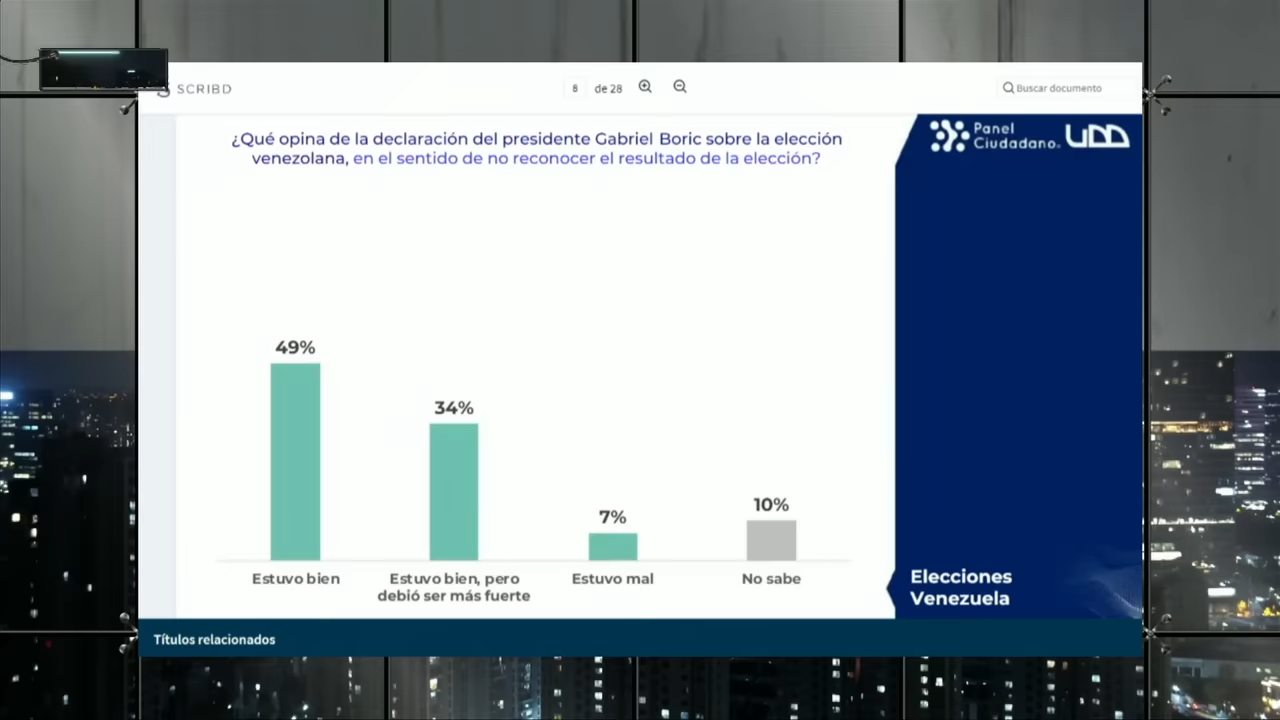 SCRIBD
8 de 28
Buscar documento
¿Qué opina de la declaración del presidente Gabriel Boric sobre la elección
venezolana, en el sentido de no reconocer el resultado de la elección?
Panel
Ciudadano.
UDD
49%
34%
7%
10%
Estuvo bien
Estuvo bien, pero
debió ser más fuerte
Estuvo mal
No sabe
Elecciones
Venezuela
Títulos relacionados